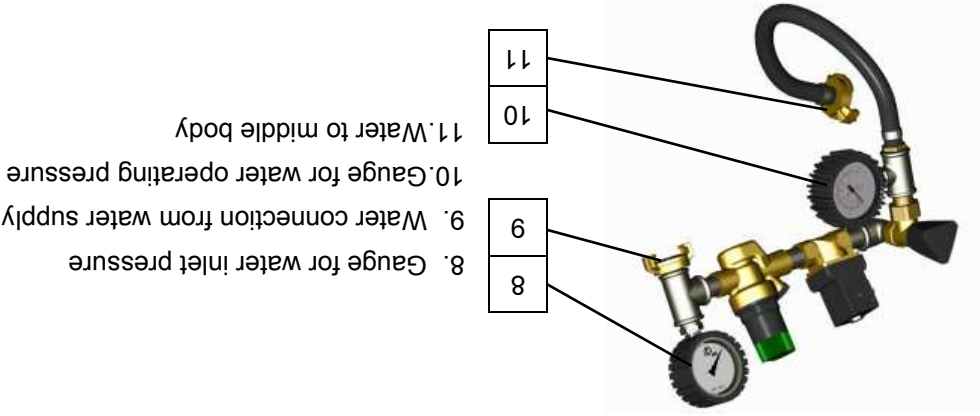 8. Gauge for water inlet pressure
9. Water connection from water supply
10.Gauge for water operating pressure
11.Water to middle body
8
9
10
11